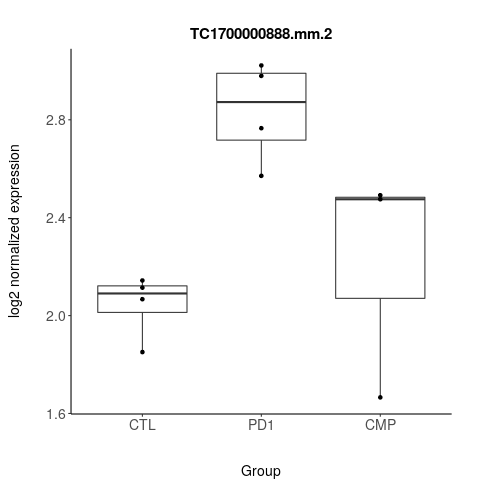 TC1700000888.mm.2
log2 normalized expression
2.8
2.4
2.0
1.6
CTL PD1 CMP
Group